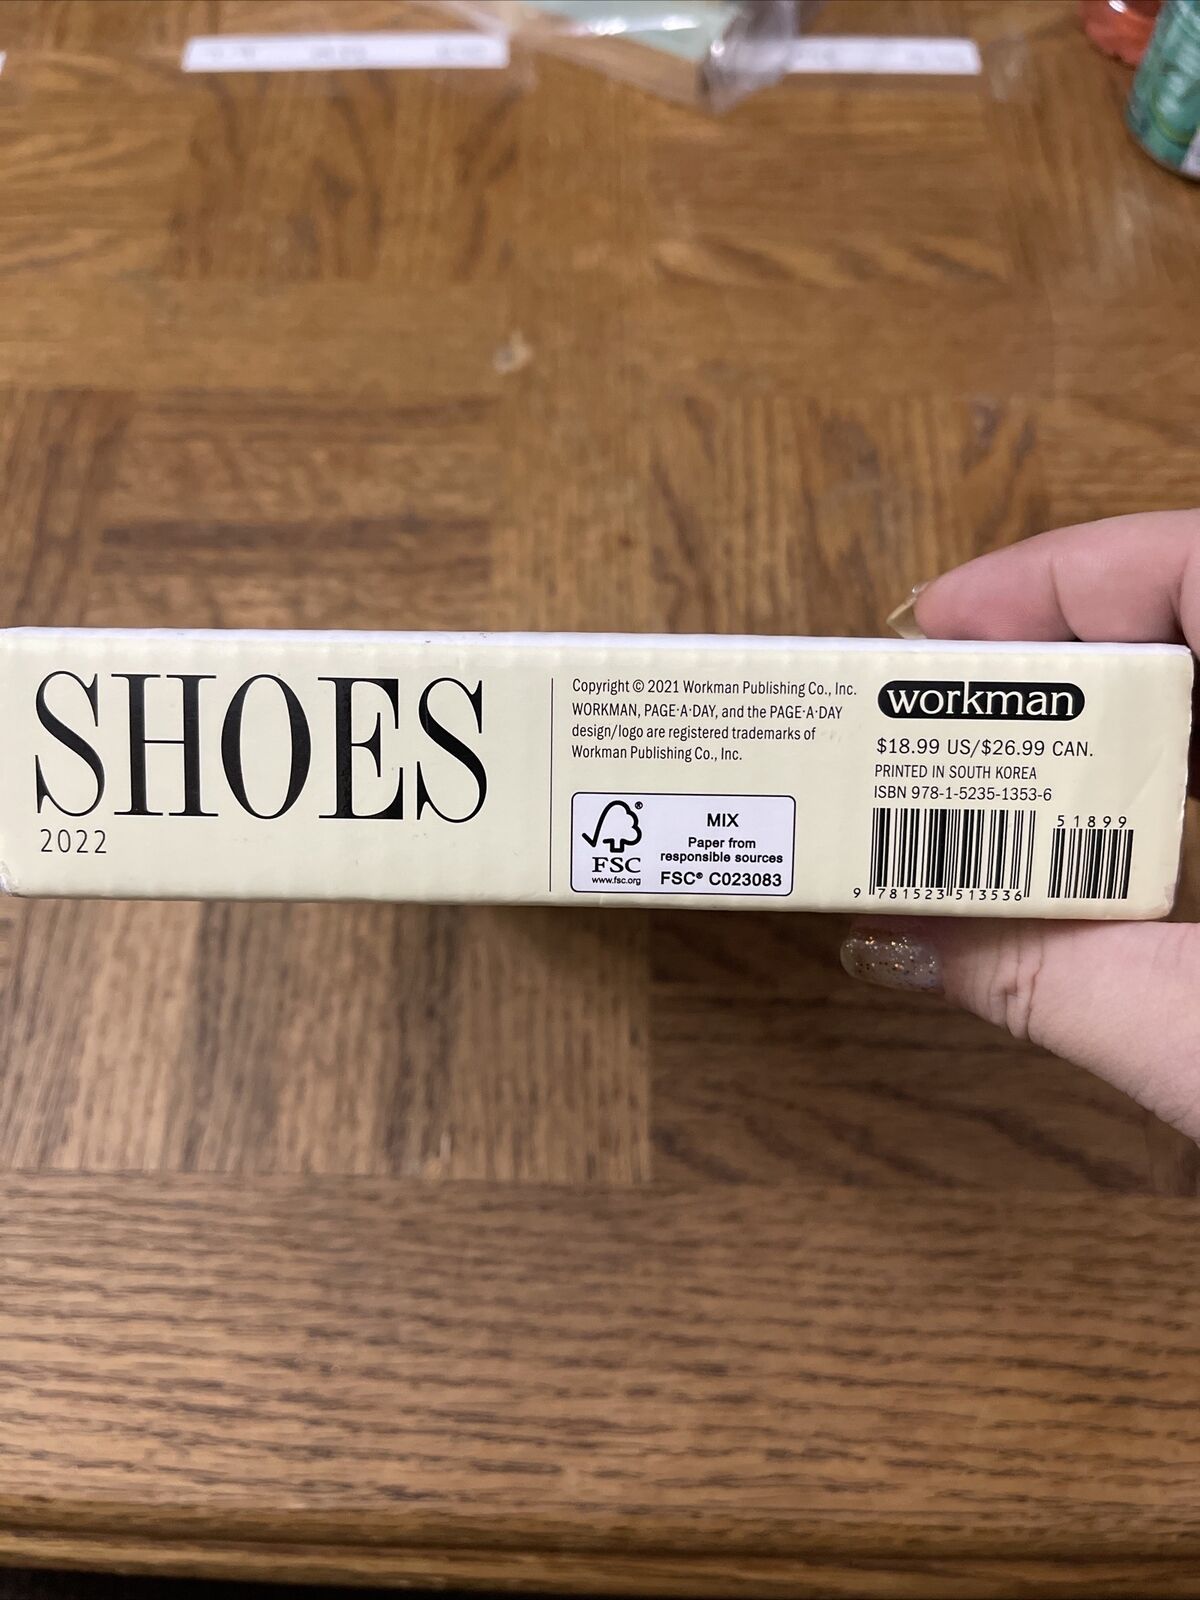 SHOES
2022
Copyright © 2021 Workman Publishing Co., Inc.
WORKMAN, PAGE·A·DAY, and the PAGE·A·DAY
design/logo are registered trademarks of
Workman Publishing Co., Inc.
FSC
www.fsc.org
MIX
Paper from
responsible sources
FSC® C023083
workman
$18.99 US/$26.99 CAN.
PRINTED IN SOUTH KOREA
ISBN 978-1-5235-1353-6
51899
9 781523 513536